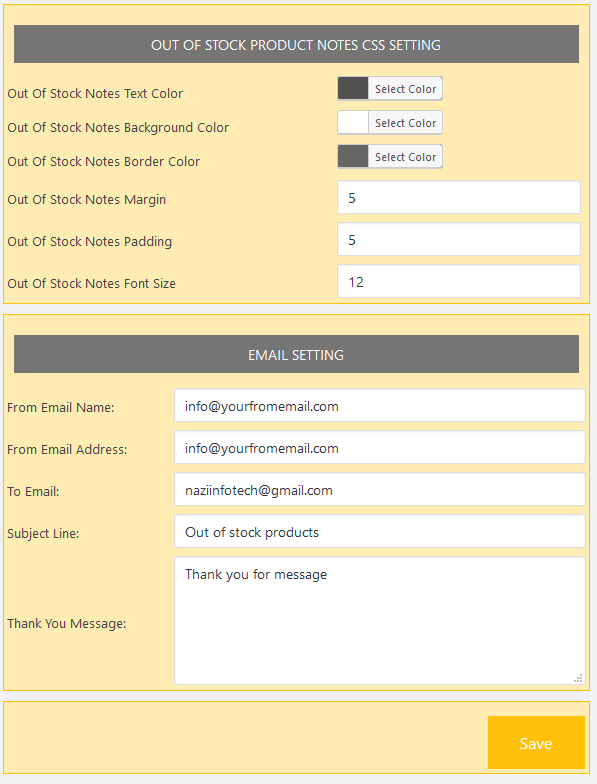 OUT OF STOCK PRODUCT NOTES CSS SETTING
Out Of Stock Notes Text Color Select Color
Out Of Stock Notes Background Color Select Color
Out Of Stock Notes Border Color Select Color
Out Of Stock Notes Margin 5
Out Of Stock Notes Padding 5
Out Of Stock Notes Font Size 12
EMAIL SETTING
From Email Name: info@yourfromemail.com
From Email Address: info@yourfromemail.com
To Email: naziinfotech@gmail.com
Subject Line: Out of stock products
Thank you for message
Thank You Message:
Save